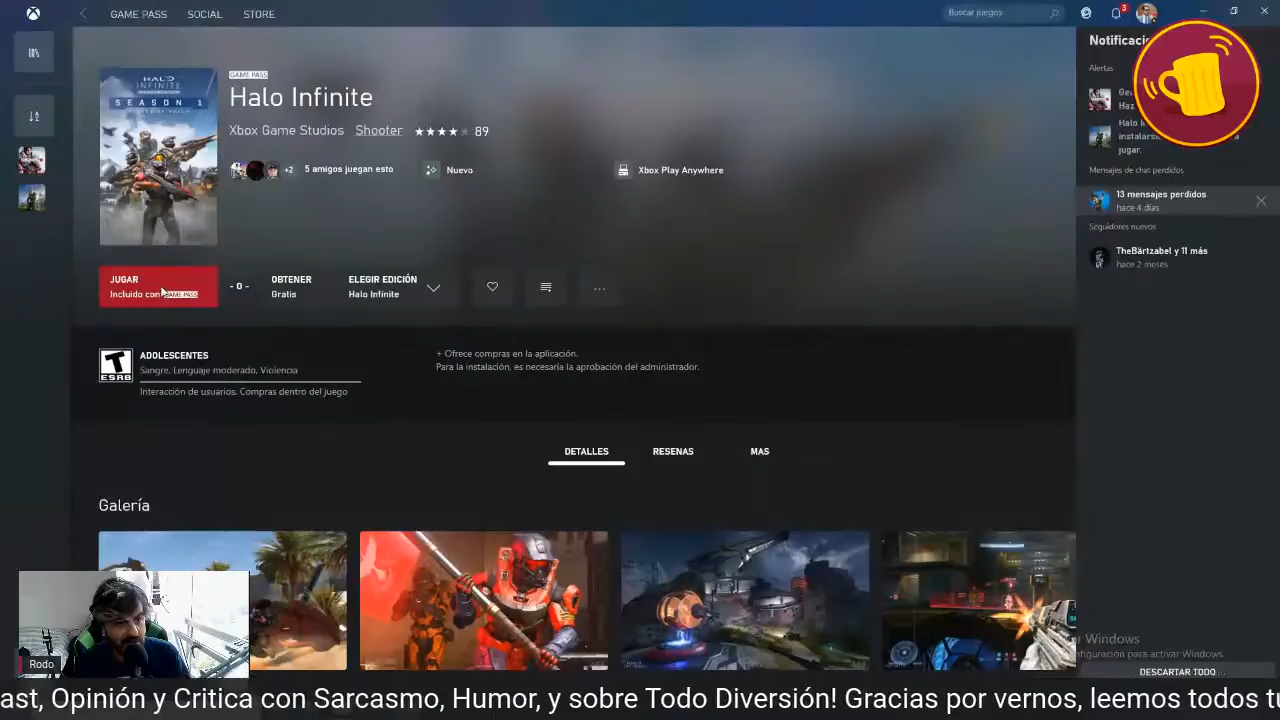 GAME PASS
SOCIAL
STORE
Buscar juegos
3
HALO
INFINITE
SEASON 1
GAME PASS
Halo Infinite
Xbox Game Studios
Shooter
89
+2
5 amigos juegan esto
Nuevo
Xbox Play Anywhere
JUGAR
Incluido con GAME PASS
- 0 -
OBTENER
Gratis
ELEGIR EDICIÓN
Halo Infinite
...
T
ESRB
ADOLESCENTES
Sangre, Lenguaje moderado, Violencia
Interacción de usuarios, Compras dentro del juego
+ Ofrece compras en la aplicación.
Para la instalación, es necesaria la aprobación del administrador.
DETALLES
RESEÑAS
MAS
Galería
Notificaci
Alertas
Gea
Haz
Halo
instalarse
jugar.
Mensajes de chat perdidos
13 mensajes perdidos
hace 4 días
Seguidores nuevos
TheBärtzabel y 11 más
hace 2 meses
r Windows
nfiguración para activar Windows.
DESCARTAR TODO
Rodo
ast, Opinión y Critica con Sarcasmo, Humor, y sobre Todo Diversión! Gracias por vernos, leemos todos tu